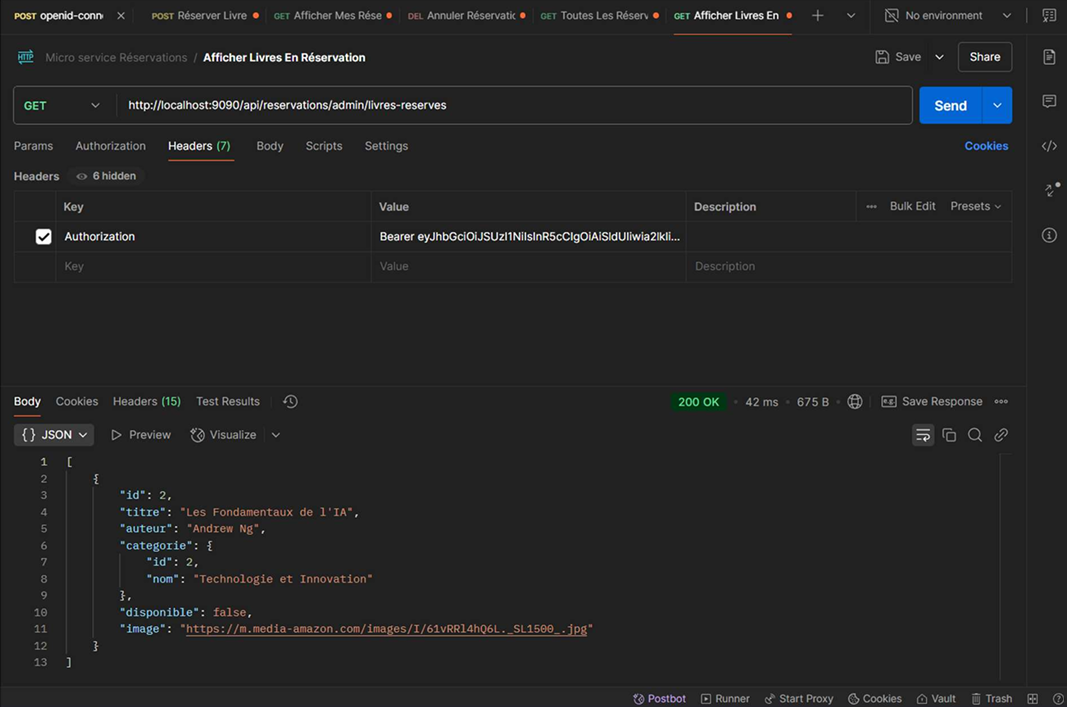 POST openid-conn POST Réserver Livre GET Afficher Mes Rése DEL Annuler Réservatic GET Toutes Les Réserv GET Afficher Livres En No environment
HTTP Micro service Réservations / Afficher Livres En Réservation Save Share
GET http://localhost:9090/api/reservations/admin/livres-reserves Send
Params Authorization Headers (7) Body Scripts Settings Cookies
Headers 6 hidden
Key Value Description ... Bulk Edit Presets
Authorization Bearer eyJhbGciOiJSUzI1NiIsInR5cCIgOiAiSldUIiwia2lkIi...
Key Value Description
Body Cookies Headers (15) Test Results 200 OK • 42 ms • 675 B • e.g. Save Response ...
{} JSON Preview Visualize
1 [
2 {
3 "id": 2,
4 "titre": "Les Fondamentaux de l'IA",
5 "auteur": "Andrew Ng",
6 "categorie": {
7 "id": 2,
8 "nom": "Technologie et Innovation"
9 },
10 "disponible": false,
11 "image": "https://m.media-amazon.com/images/I/61vRRl4hQ6L._SL1500_.jpg"
12 }
13 ]
Postbot Runner Start Proxy Cookies Vault Trash